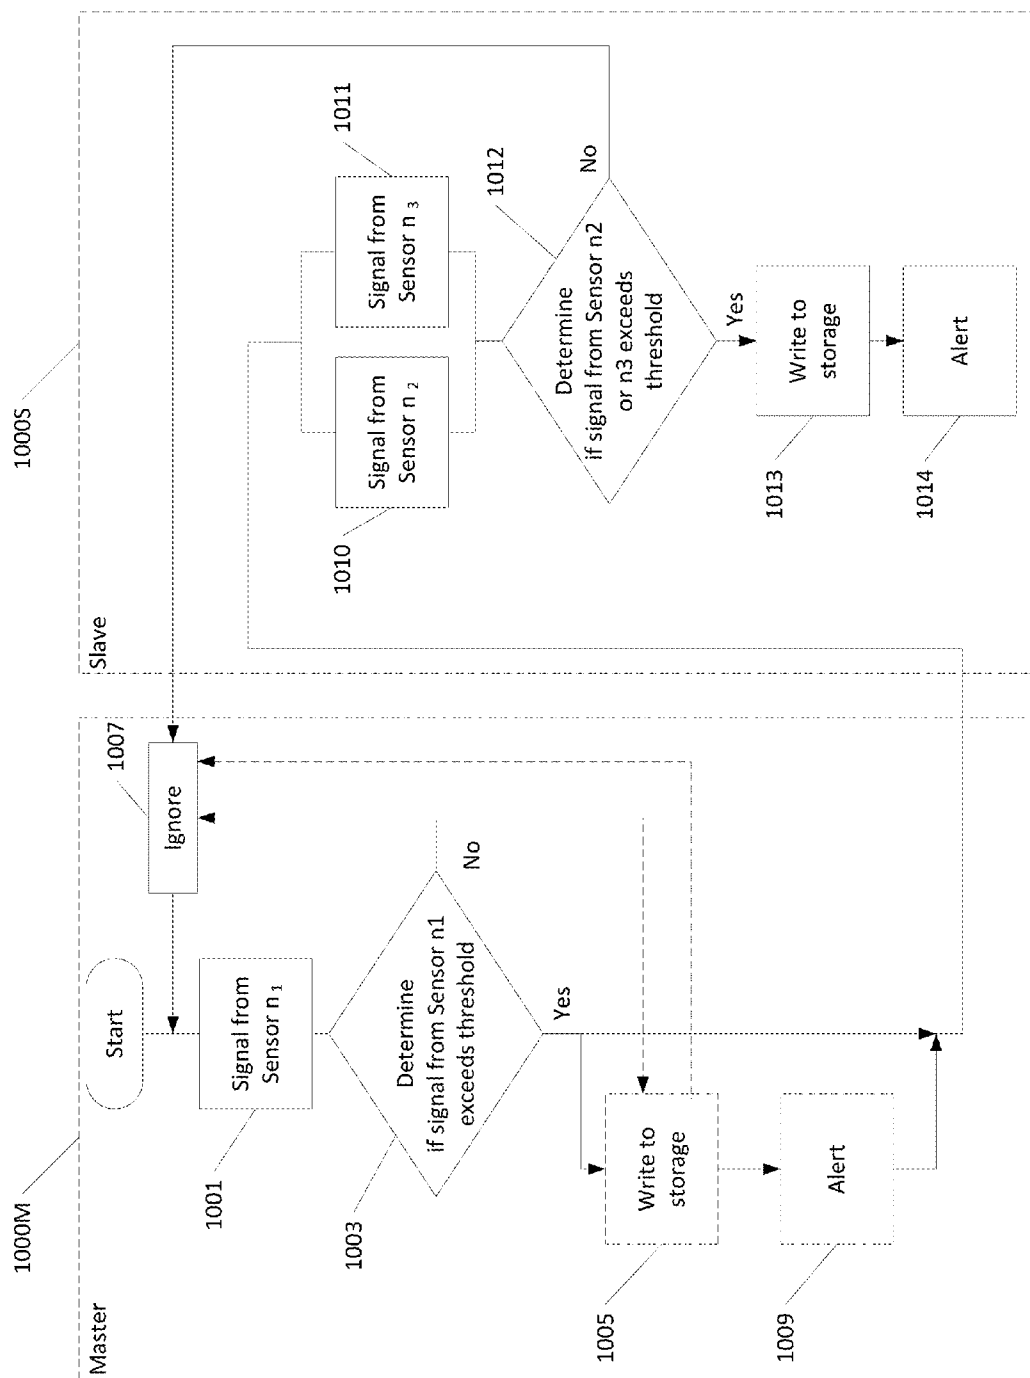 1000M
Master
Start
1001
Signal from
Sensor n 1
1003
Determine
if signal from Sensor n1
exceeds threshold
No
Yes
1007
Ignore
1005
Write to
storage
1009
Alert
1000S
Slave
1010
Signal from
Sensor n 2
1011
Signal from
Sensor n 3
1012
Determine
if signal from Sensor n2
or n3 exceeds
threshold
No
Yes
1013
Write to
storage
1014
Alert